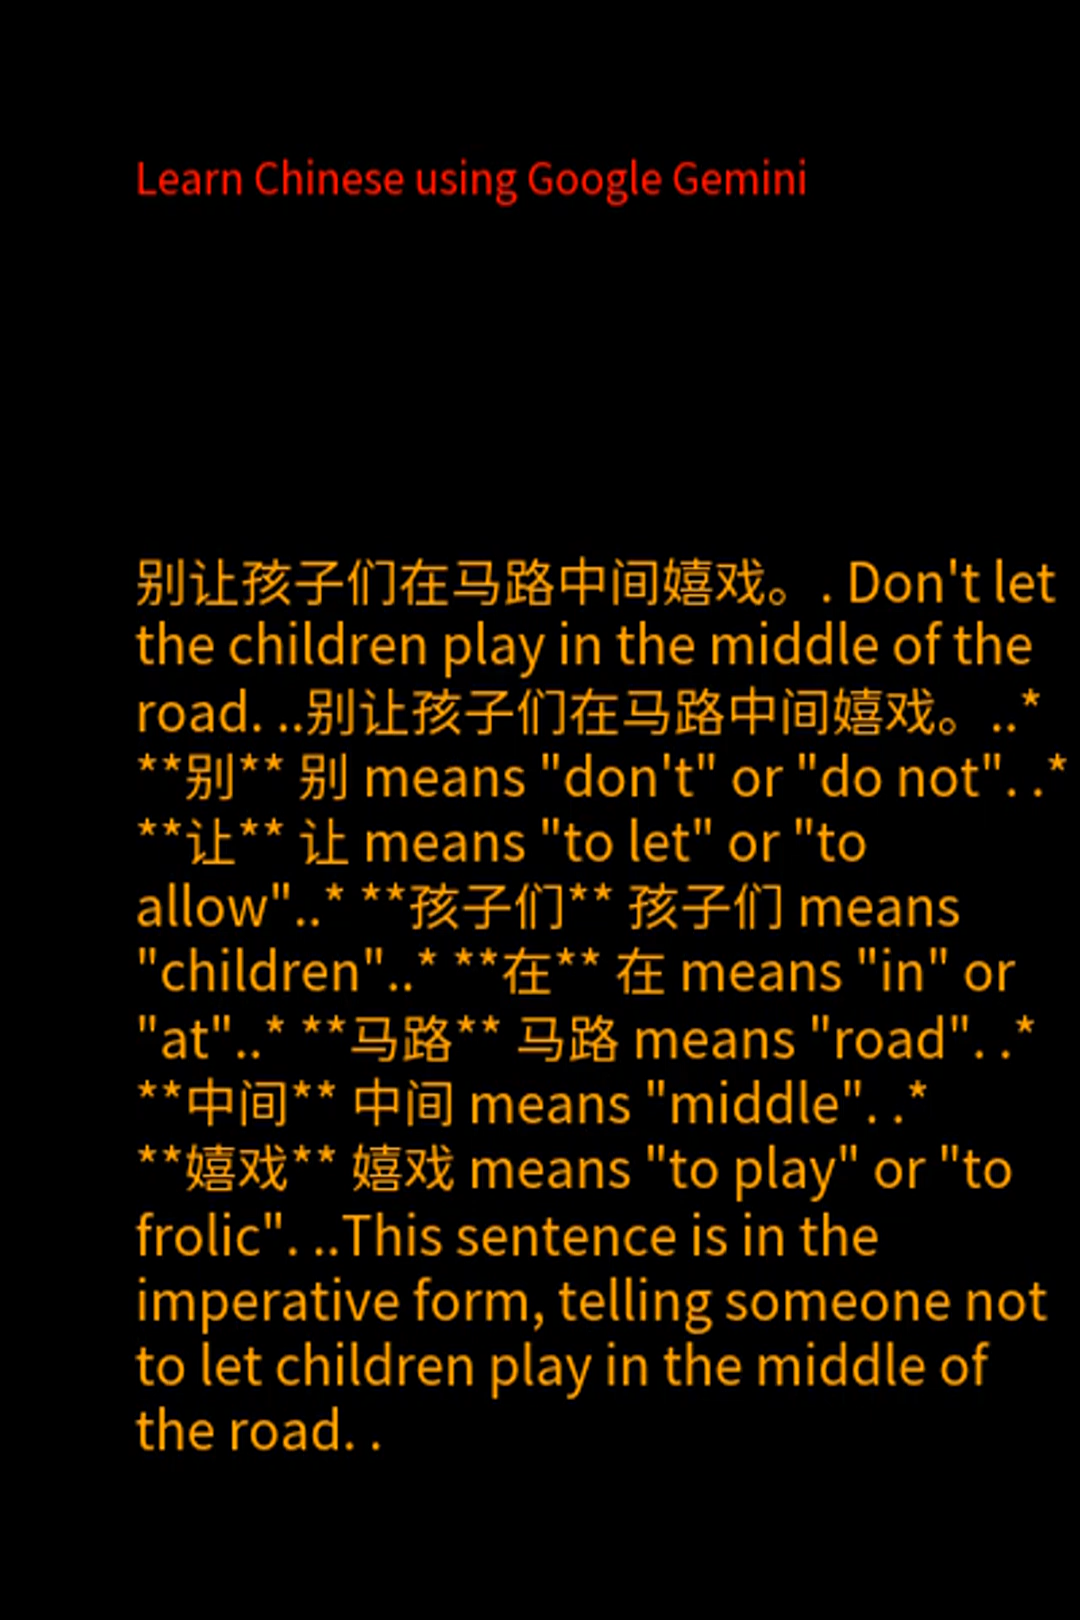 Learn Chinese using Google Gemini
别让孩子们在马路中间嬉戏。. Don't let
the children play in the middle of the
road. ..别让孩子们在马路中间嬉戏。..*
**别** 别 means "don't" or "do not". .*
**让** 让 means "to let" or "to
allow"..* **孩子们** 孩子们 means
"children"..* **在** 在 means "in" or
"at"..* **马路** 马路 means "road". .*
**中间** 中间 means "middle". .*
**嬉戏** 嬉戏 means "to play" or "to
frolic". ..This sentence is in the
imperative form, telling someone not
to let children play in the middle of
the road. .